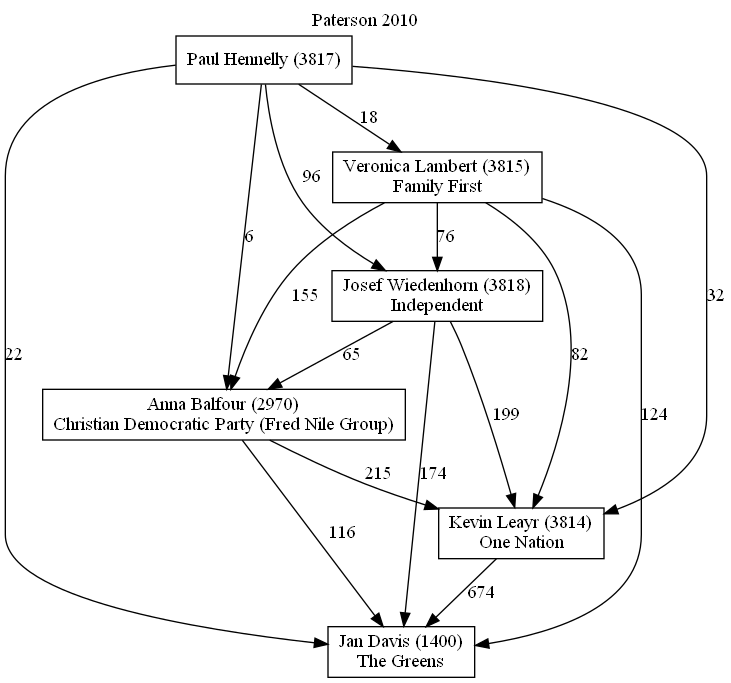 Paterson 2010
Paul Hennelly (3817)
18
Veronica Lambert (3815)
Family First
96
6
76
155
Josef Wiedenhorn (3818)
Independent
32
22
65
82
Anna Balfour (2970)
Christian Democratic Party (Fred Nile Group)
199
124
215
174
Kevin Leayr (3814)
One Nation
116
674
Jan Davis (1400)
The Greens